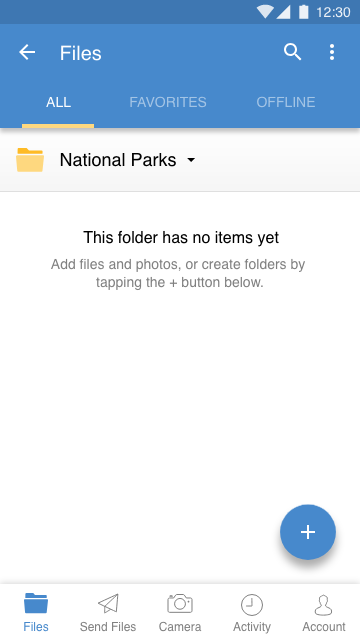 12:30
Files
ALL FAVORITES OFFLINE
National Parks
This folder has no items yet
Add files and photos, or create folders by
tapping the + button below.
Files Send Files Camera Activity Account